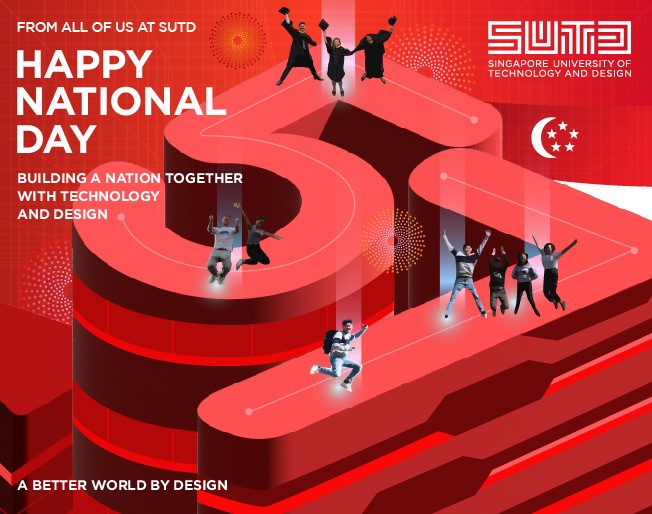 FROM ALL OF US AT SUTD
HAPPY
NATIONAL
DAY
BUILDING A NATION TOGETHER
WITH TECHNOLOGY
AND DESIGN
SUTD
SINGAPORE UNIVERSITY OF
TECHNOLOGY AND DESIGN
57
A BETTER WORLD BY DESIGN